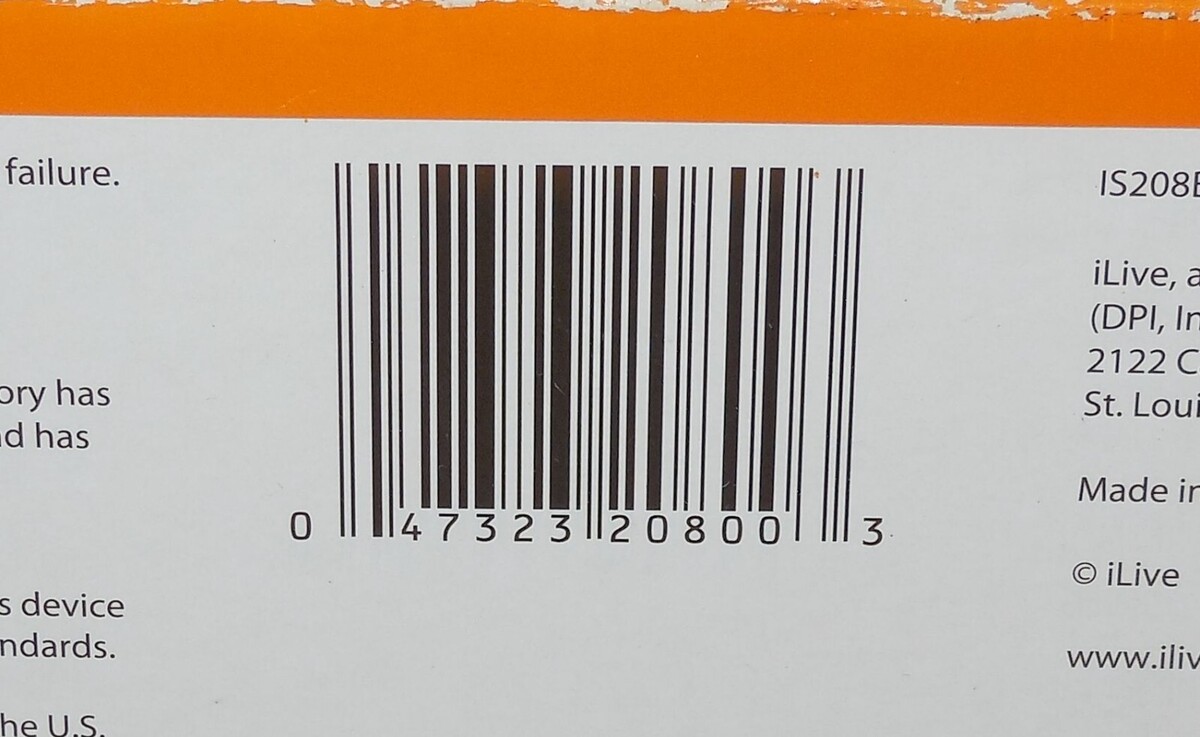 failure.
ory has
d has
s device
ndards.
he U.S.
0 47323 20800 3
IS208
iLive, a
(DPI, In
2122 C
St. Loui
Made in
© iLive
www.iliv